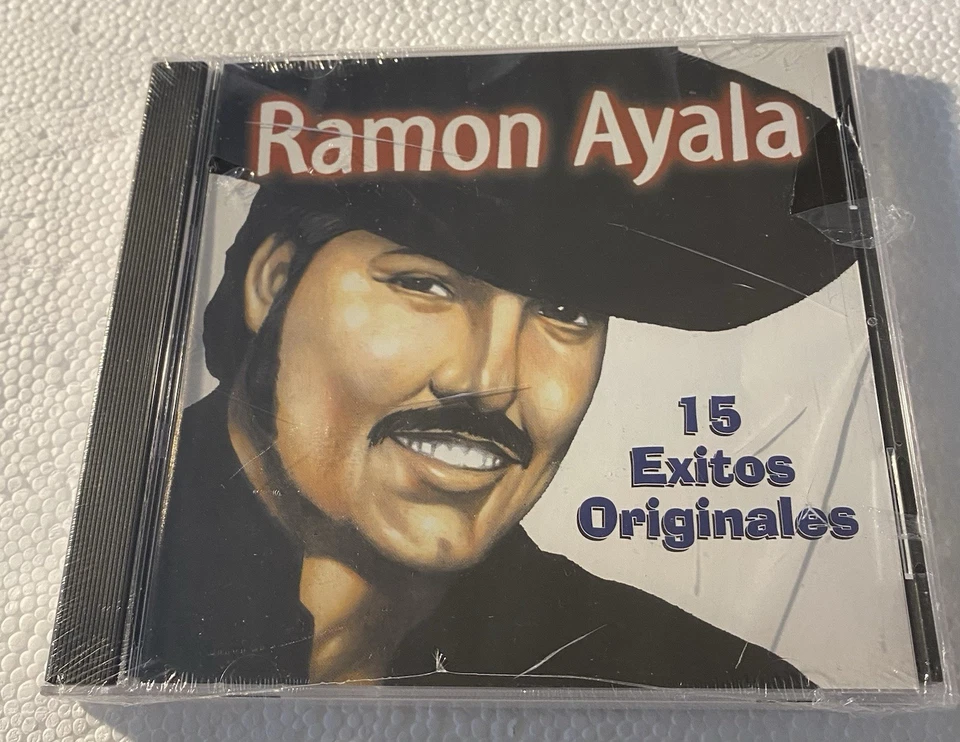 Ramon Ayala
15
Exitos
Originales